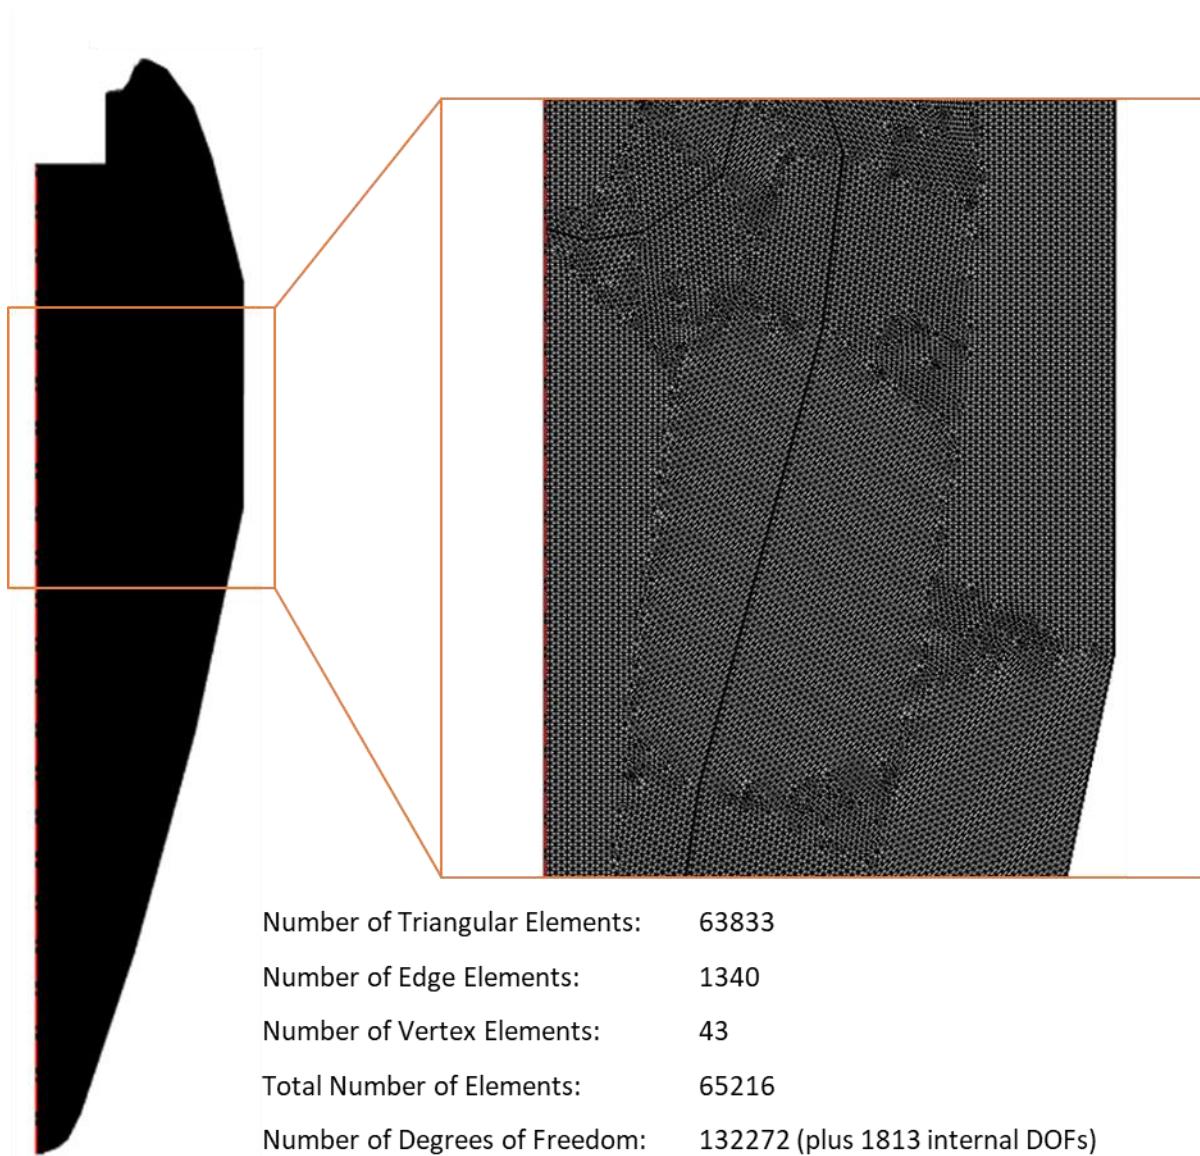 Number of Triangular Elements: 63833
Number of Edge Elements: 1340
Number of Vertex Elements: 43
Total Number of Elements: 65216
Number of Degrees of Freedom: 132272 (plus 1813 internal DOFs)